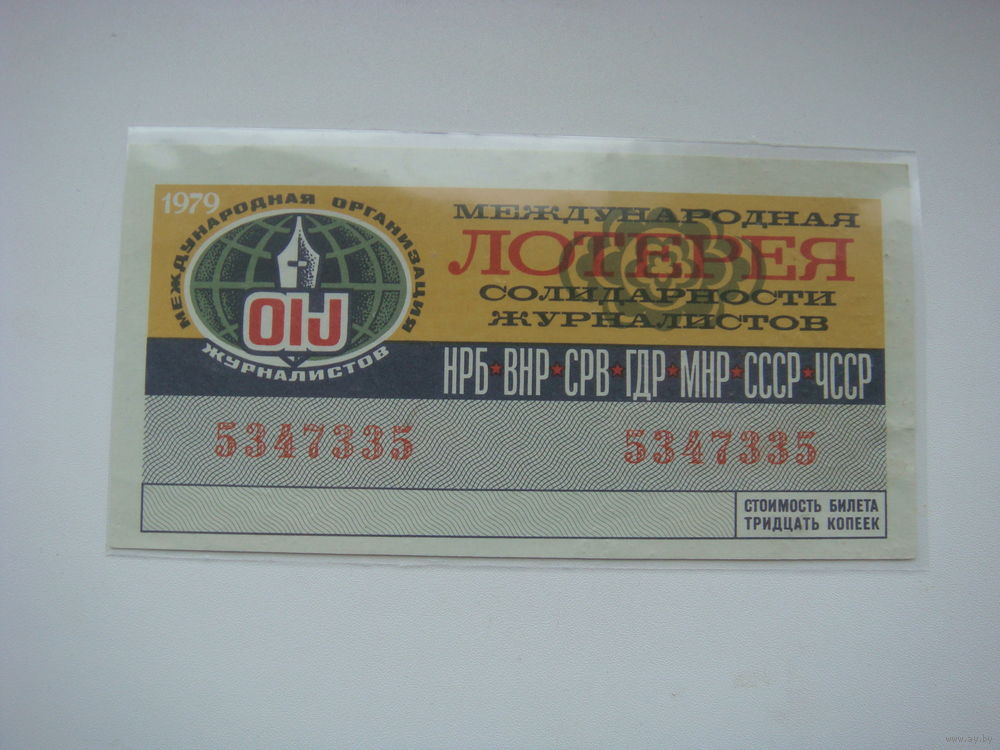 1979
МЕЖДУНАРОДНАЯ ОРГАНИЗАЦИЯ
ЖУРНАЛИСТОВ
OIJ
МЕЖДУНАРОДНАЯ
ЛОТЕРЕЯ
СОЛИДАРНОСТИ
ЖУРНАЛИСТОВ
НРБ★ВНР★СРВ★ГДР★МНР★СССР★ЧССР
5347335 5347335
СТОИМОСТЬ БИЛЕТА
ТРИДЦАТЬ КОПЕЕК
www.ay.by